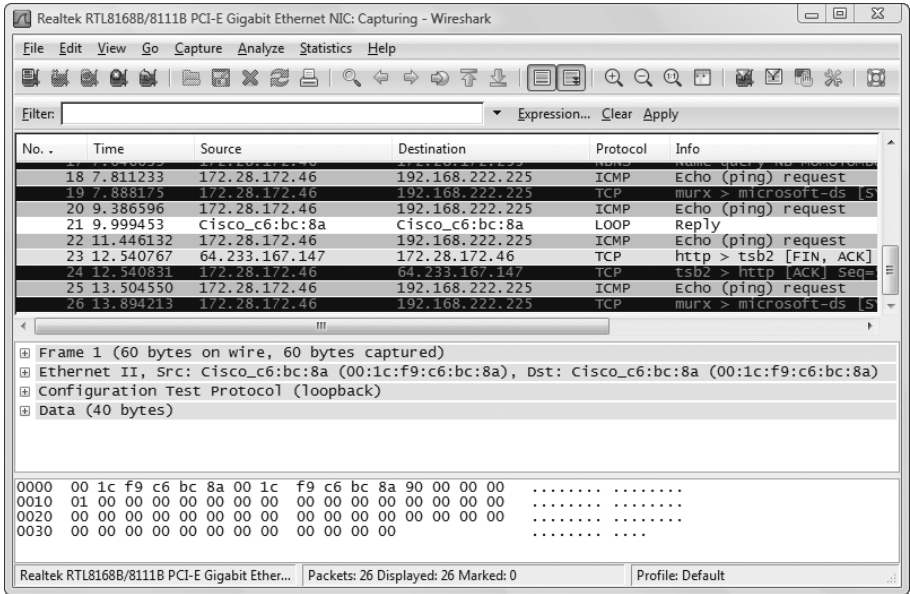 Realtek RTL8168B/8111B PCI-E Gigabit Ethernet NIC: Capturing - Wireshark
File Edit View Go Capture Analyze Statistics Help
Filter: Expression... Clear Apply
No. . Time Source Destination Protocol Info
18 7.811233 172.28.172.46 192.168.222.225 ICMP Echo (ping) request
19 7.888175 172.28.172.46 192.168.222.225 TCP murx > microsoft-ds [SY
20 9.386596 172.28.172.46 192.168.222.225 ICMP Echo (ping) request
21 9.999453 Cisco_c6:bc:8a Cisco_c6:bc:8a LOOP Reply
22 11.446132 172.28.172.46 192.168.222.225 ICMP Echo (ping) request
23 12.540767 64.233.167.147 172.28.172.46 TCP http > tsb2 [FIN, ACK]
24 12.540831 172.28.172.46 64.233.167.147 TCP tsb2 > http [ACK] Seq=
25 13.504550 172.28.172.46 192.168.222.225 ICMP Echo (ping) request
26 13.894213 172.28.172.46 192.168.222.225 TCP murx > microsoft-ds [SY
Frame 1 (60 bytes on wire, 60 bytes captured)
Ethernet II, Src: Cisco_c6:bc:8a (00:1c:f9:c6:bc:8a), Dst: Cisco_c6:bc:8a (00:1c:f9:c6:bc:8a)
Configuration Test Protocol (loopback)
Data (40 bytes)
0000 00 1c f9 c6 bc 8a 00 1c f9 c6 bc 8a 90 00 00 00 ........ ........
0010 01 00 00 00 00 00 00 00 00 00 00 00 00 00 00 00 ........ ........
0020 00 00 00 00 00 00 00 00 00 00 00 00 00 00 00 00 ........ ........
0030 00 00 00 00 00 00 00 00 00 00 00 00 ........ ....
Realtek RTL8168B/8111B PCI-E Gigabit Ether... Packets: 26 Displayed: 26 Marked: 0 Profile: Default